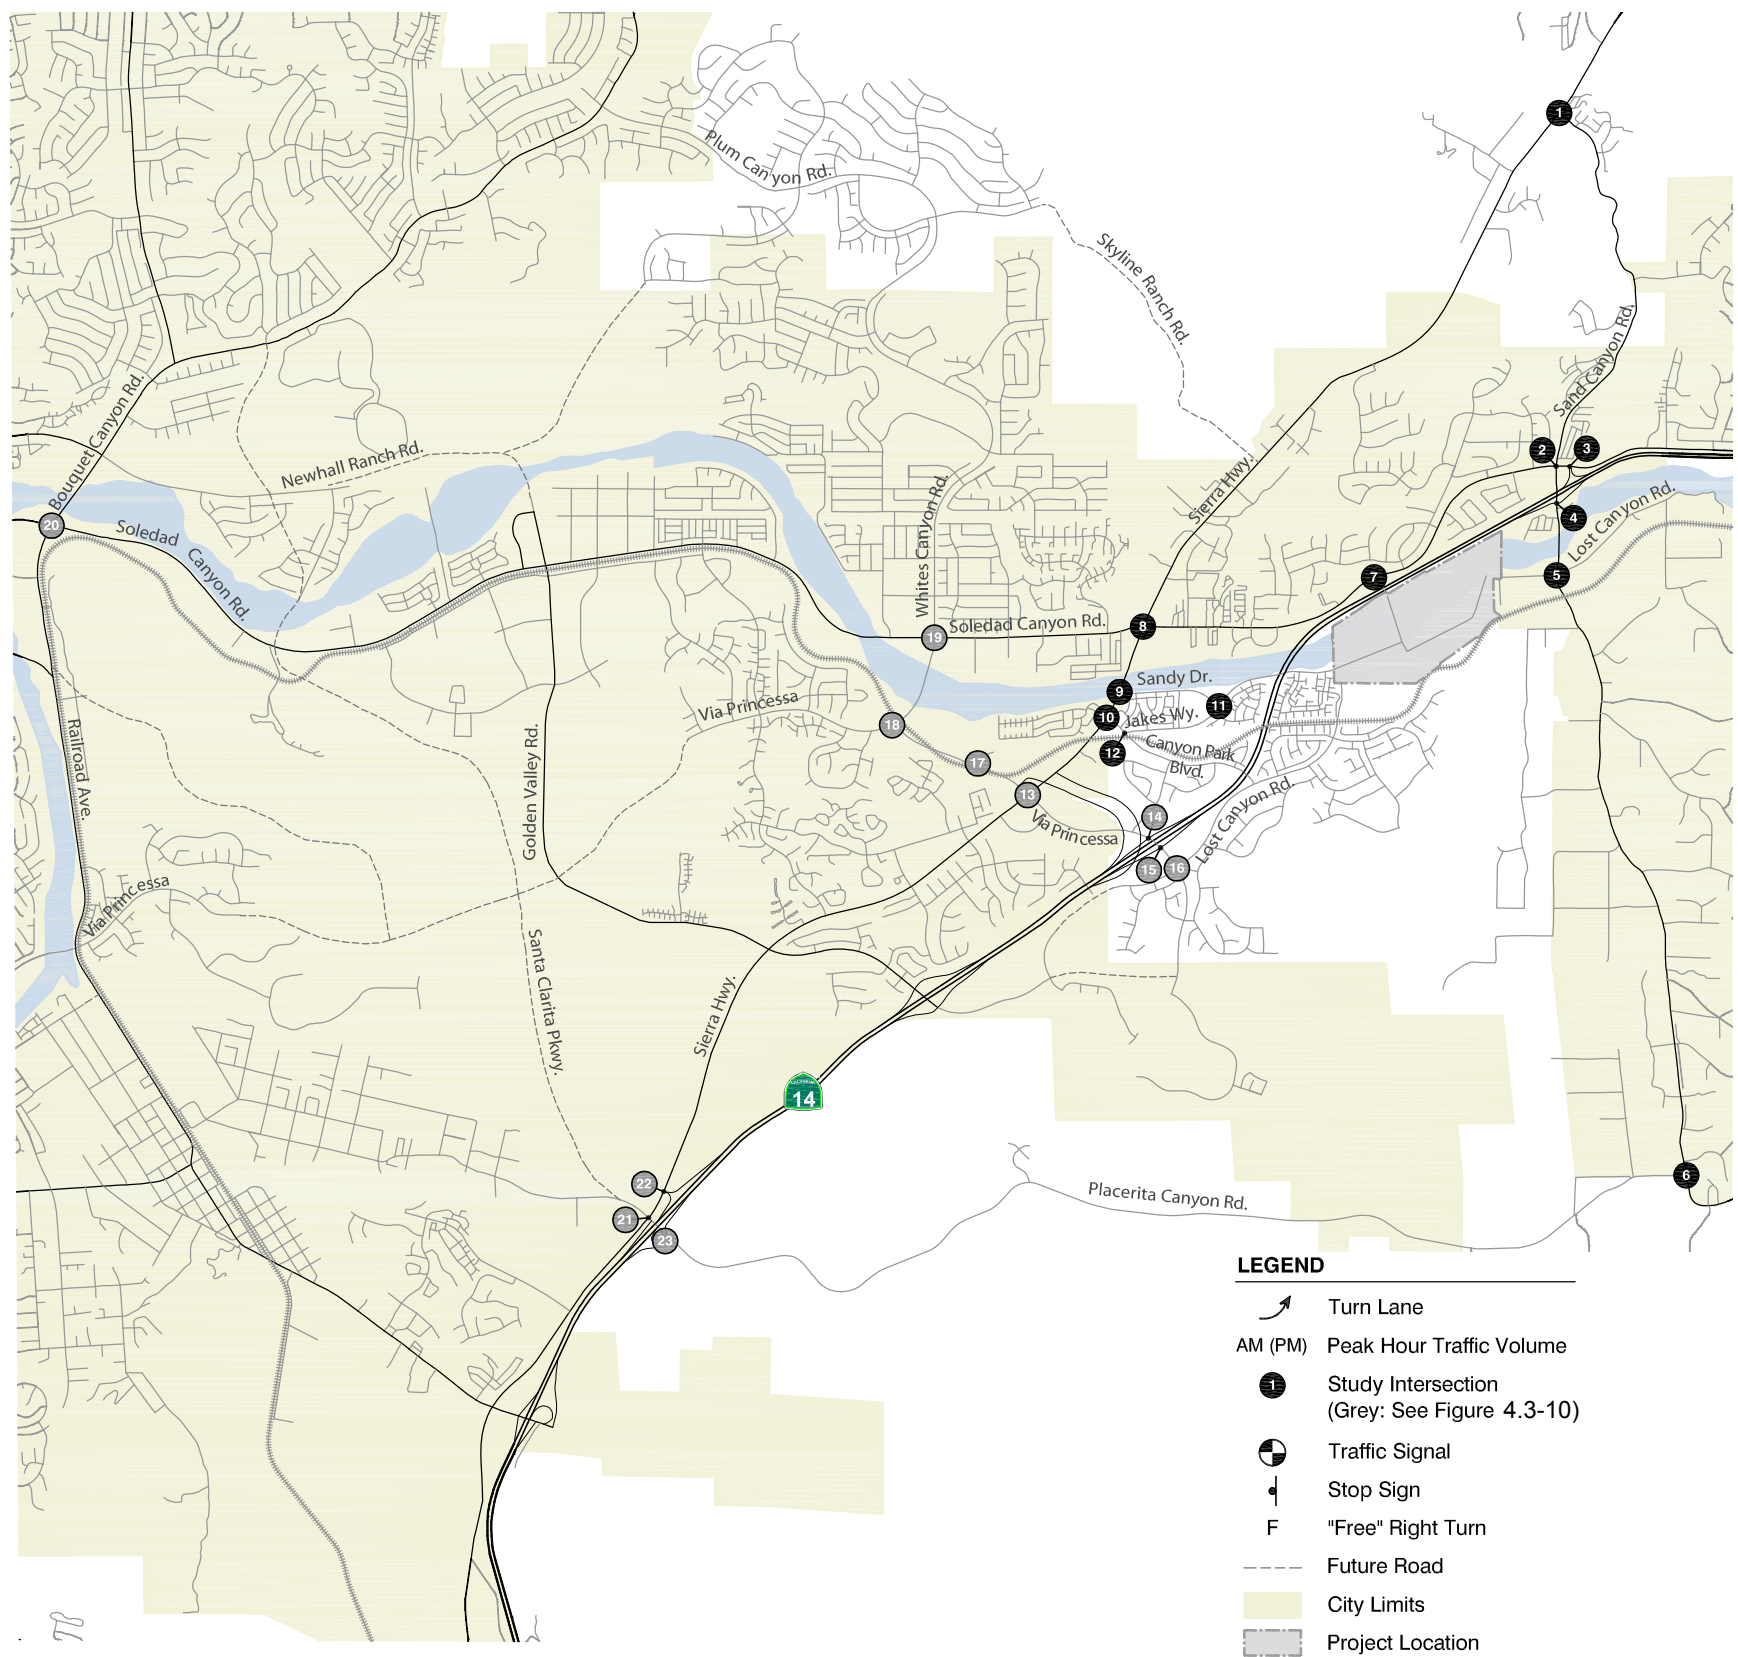 1
Plum Canyon Rd.
Skyline Ranch Rd.
Sand Canyon Rd.
Bouquet Canyon Rd.
Newhall Ranch Rd.
2
3
Sierra Hwy.
Whites Canyon Rd.
4
Lost Canyon Rd.
20
Soledad Canyon Rd.
5
7
19
Soledad Canyon Rd.
8
Sandy Dr.
9
10
Jakes Wy.
11
Via Princessa
18
12
Canyon Park
Blvd.
Railroad Ave.
Golden Valley Rd.
17
13
Via Princessa
14
Lost Canyon Rd.
15
16
Via Princessa
Santa Clarita Pkwy.
Sierra Hwy.
CALIFORNIA
14
22
21
23
Placerita Canyon Rd.
6
LEGEND
Turn Lane
AM (PM) Peak Hour Traffic Volume
1 Study Intersection
(Grey: See Figure 4.3-10)
Traffic Signal
Stop Sign
F "Free" Right Turn
Future Road
City Limits
Project Location